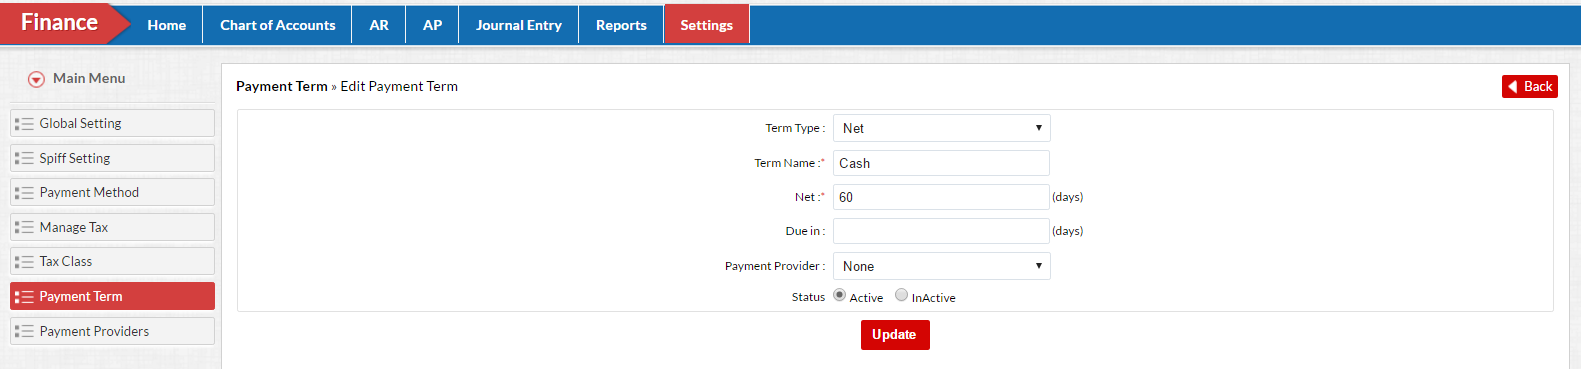 Finance Home Chart of Accounts AR AP Journal Entry Reports Settings
Main Menu
Global Setting
Spiff Setting
Payment Method
Manage Tax
Tax Class
Payment Term
Payment Providers
Payment Term » Edit Payment Term
Back
Term Type : Net
Term Name :* Cash
Net :* 60 (days)
Due in : (days)
Payment Provider : None
Status Active InActive
Update